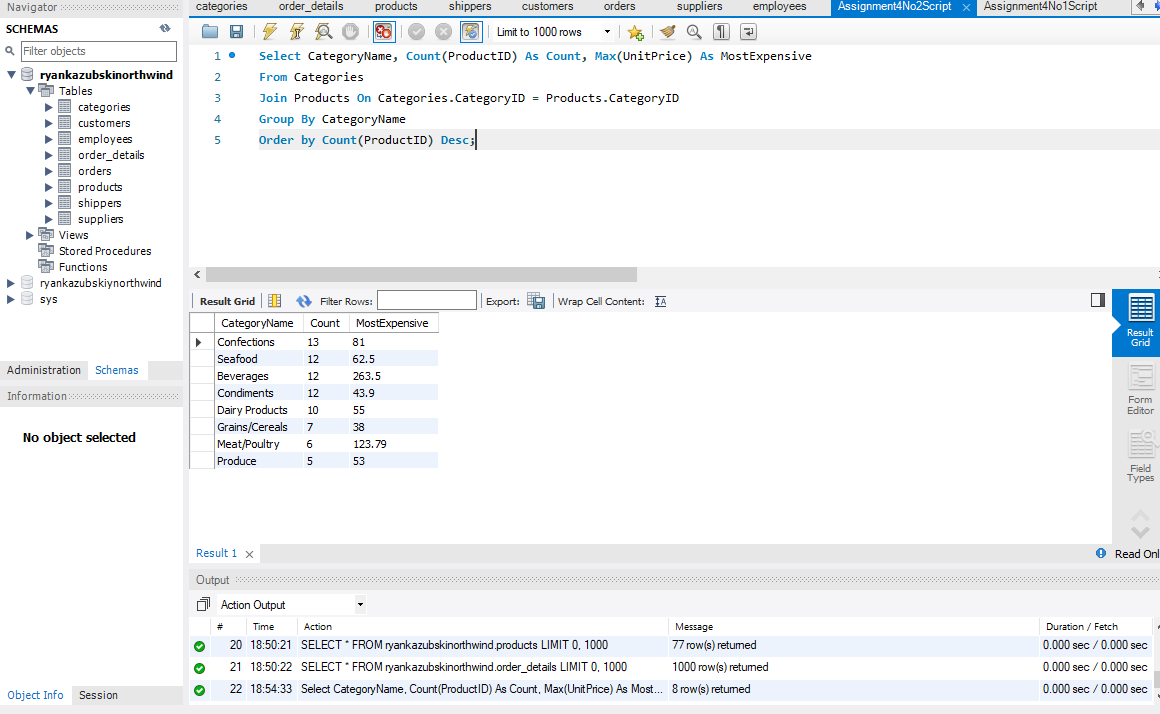 Navigator
categories order_details products shippers customers orders suppliers employees Assignment4No2Script Assignment4No1Script
SCHEMAS
Filter objects
Limit to 1000 rows
ryankazubskinorthwind
Tables
categories
customers
employees
order_details
orders
products
shippers
suppliers
Views
Stored Procedures
Functions
ryankazubskiynorthwind
sys
Administration Schemas
Information
No object selected
Object Info Session
1 Select CategoryName, Count(ProductID) As Count, Max(UnitPrice) As MostExpensive
2 From Categories
3 Join Products On Categories.CategoryID = Products.CategoryID
4 Group By CategoryName
5 Order by Count(ProductID) Desc;
Result Grid Filter Rows: Export: Wrap Cell Content:
CategoryName Count MostExpensive
Confections 13 81
Seafood 12 62.5
Beverages 12 263.5
Condiments 12 43.9
Dairy Products 10 55
Grains/Cereals 7 38
Meat/Poultry 6 123.79
Produce 5 53
Result
Grid
Form
Editor
Field
Types
Result 1
Read Onl
Output
Action Output
# Time Action Message Duration / Fetch
20 18:50:21 SELECT * FROM ryankazubskinorthwind.products LIMIT 0, 1000 77 row(s) returned 0.000 sec / 0.000 sec
21 18:50:22 SELECT * FROM ryankazubskinorthwind.order_details LIMIT 0, 1000 1000 row(s) returned 0.000 sec / 0.000 sec
22 18:54:33 Select CategoryName, Count(ProductID) As Count, Max(UnitPrice) As Most... 8 row(s) returned 0.000 sec / 0.000 sec